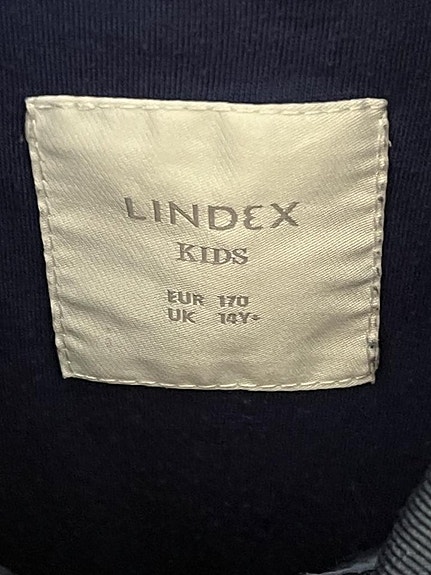 LINDEX
KIDS
EUR 170
UK 14Y+